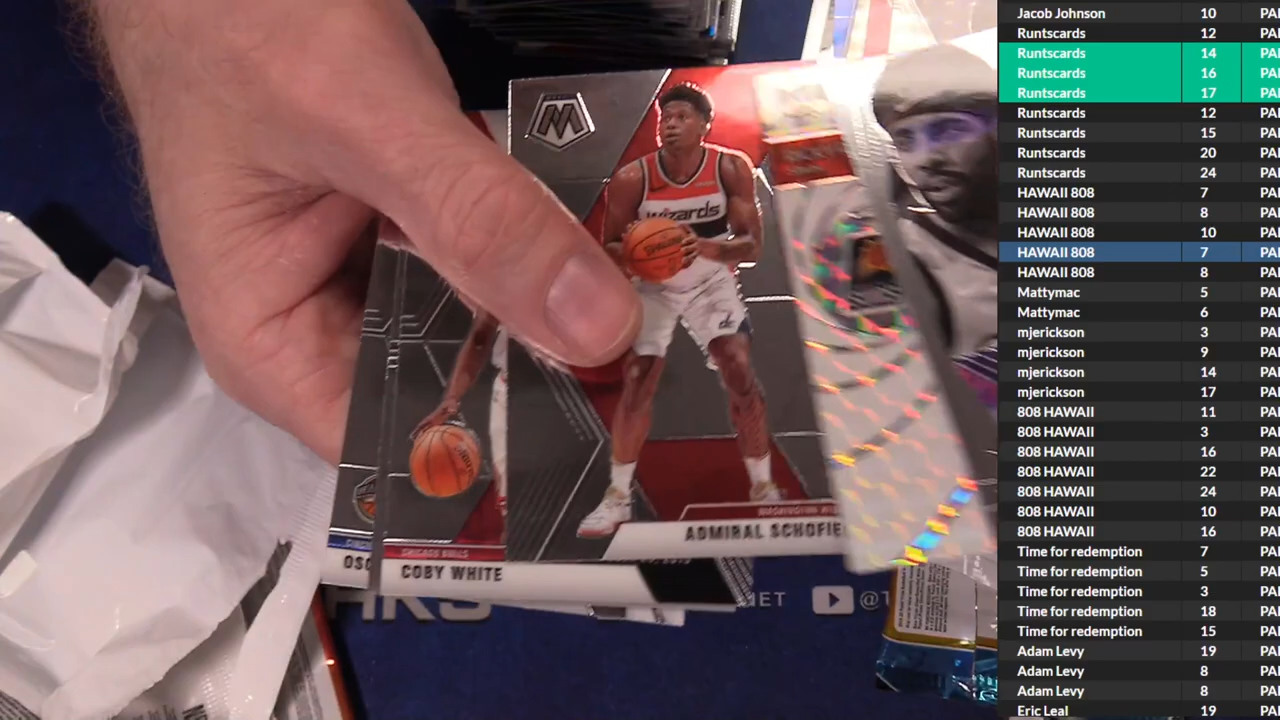 Jacob Johnson 10 PA
Runtscards 12 PA
Runtscards 14 PA
Runtscards 16 PA
Runtscards 17 PA
Runtscards 12 PA
Runtscards 15 PA
Runtscards 20 PA
Runtscards 24 PA
HAWAII 808 7 PA
HAWAII 808 8 PA
HAWAII 808 10 PA
HAWAII 808 7 PA
HAWAII 808 8 PA
Mattymac 5 PA
Mattymac 6 PA
mjerickson 3 PA
mjerickson 9 PA
mjerickson 14 PA
mjerickson 17 PA
808 HAWAII 11 PA
808 HAWAII 3 PA
808 HAWAII 16 PA
808 HAWAII 22 PA
808 HAWAII 24 PA
808 HAWAII 10 PA
808 HAWAII 16 PA
Time for redemption 7 PA
Time for redemption 5 PA
Time for redemption 3 PA
Time for redemption 18 PA
Time for redemption 15 PA
Adam Levy 19 PA
Adam Levy 8 PA
Adam Levy 8 PA
Eric Leal 19 PA
M
wizards
SPALDING
WASHINGTON WI
ADMIRAL SCHOFIE
CHICAGO BULLS
COBY WHITE
OSC
ET @T